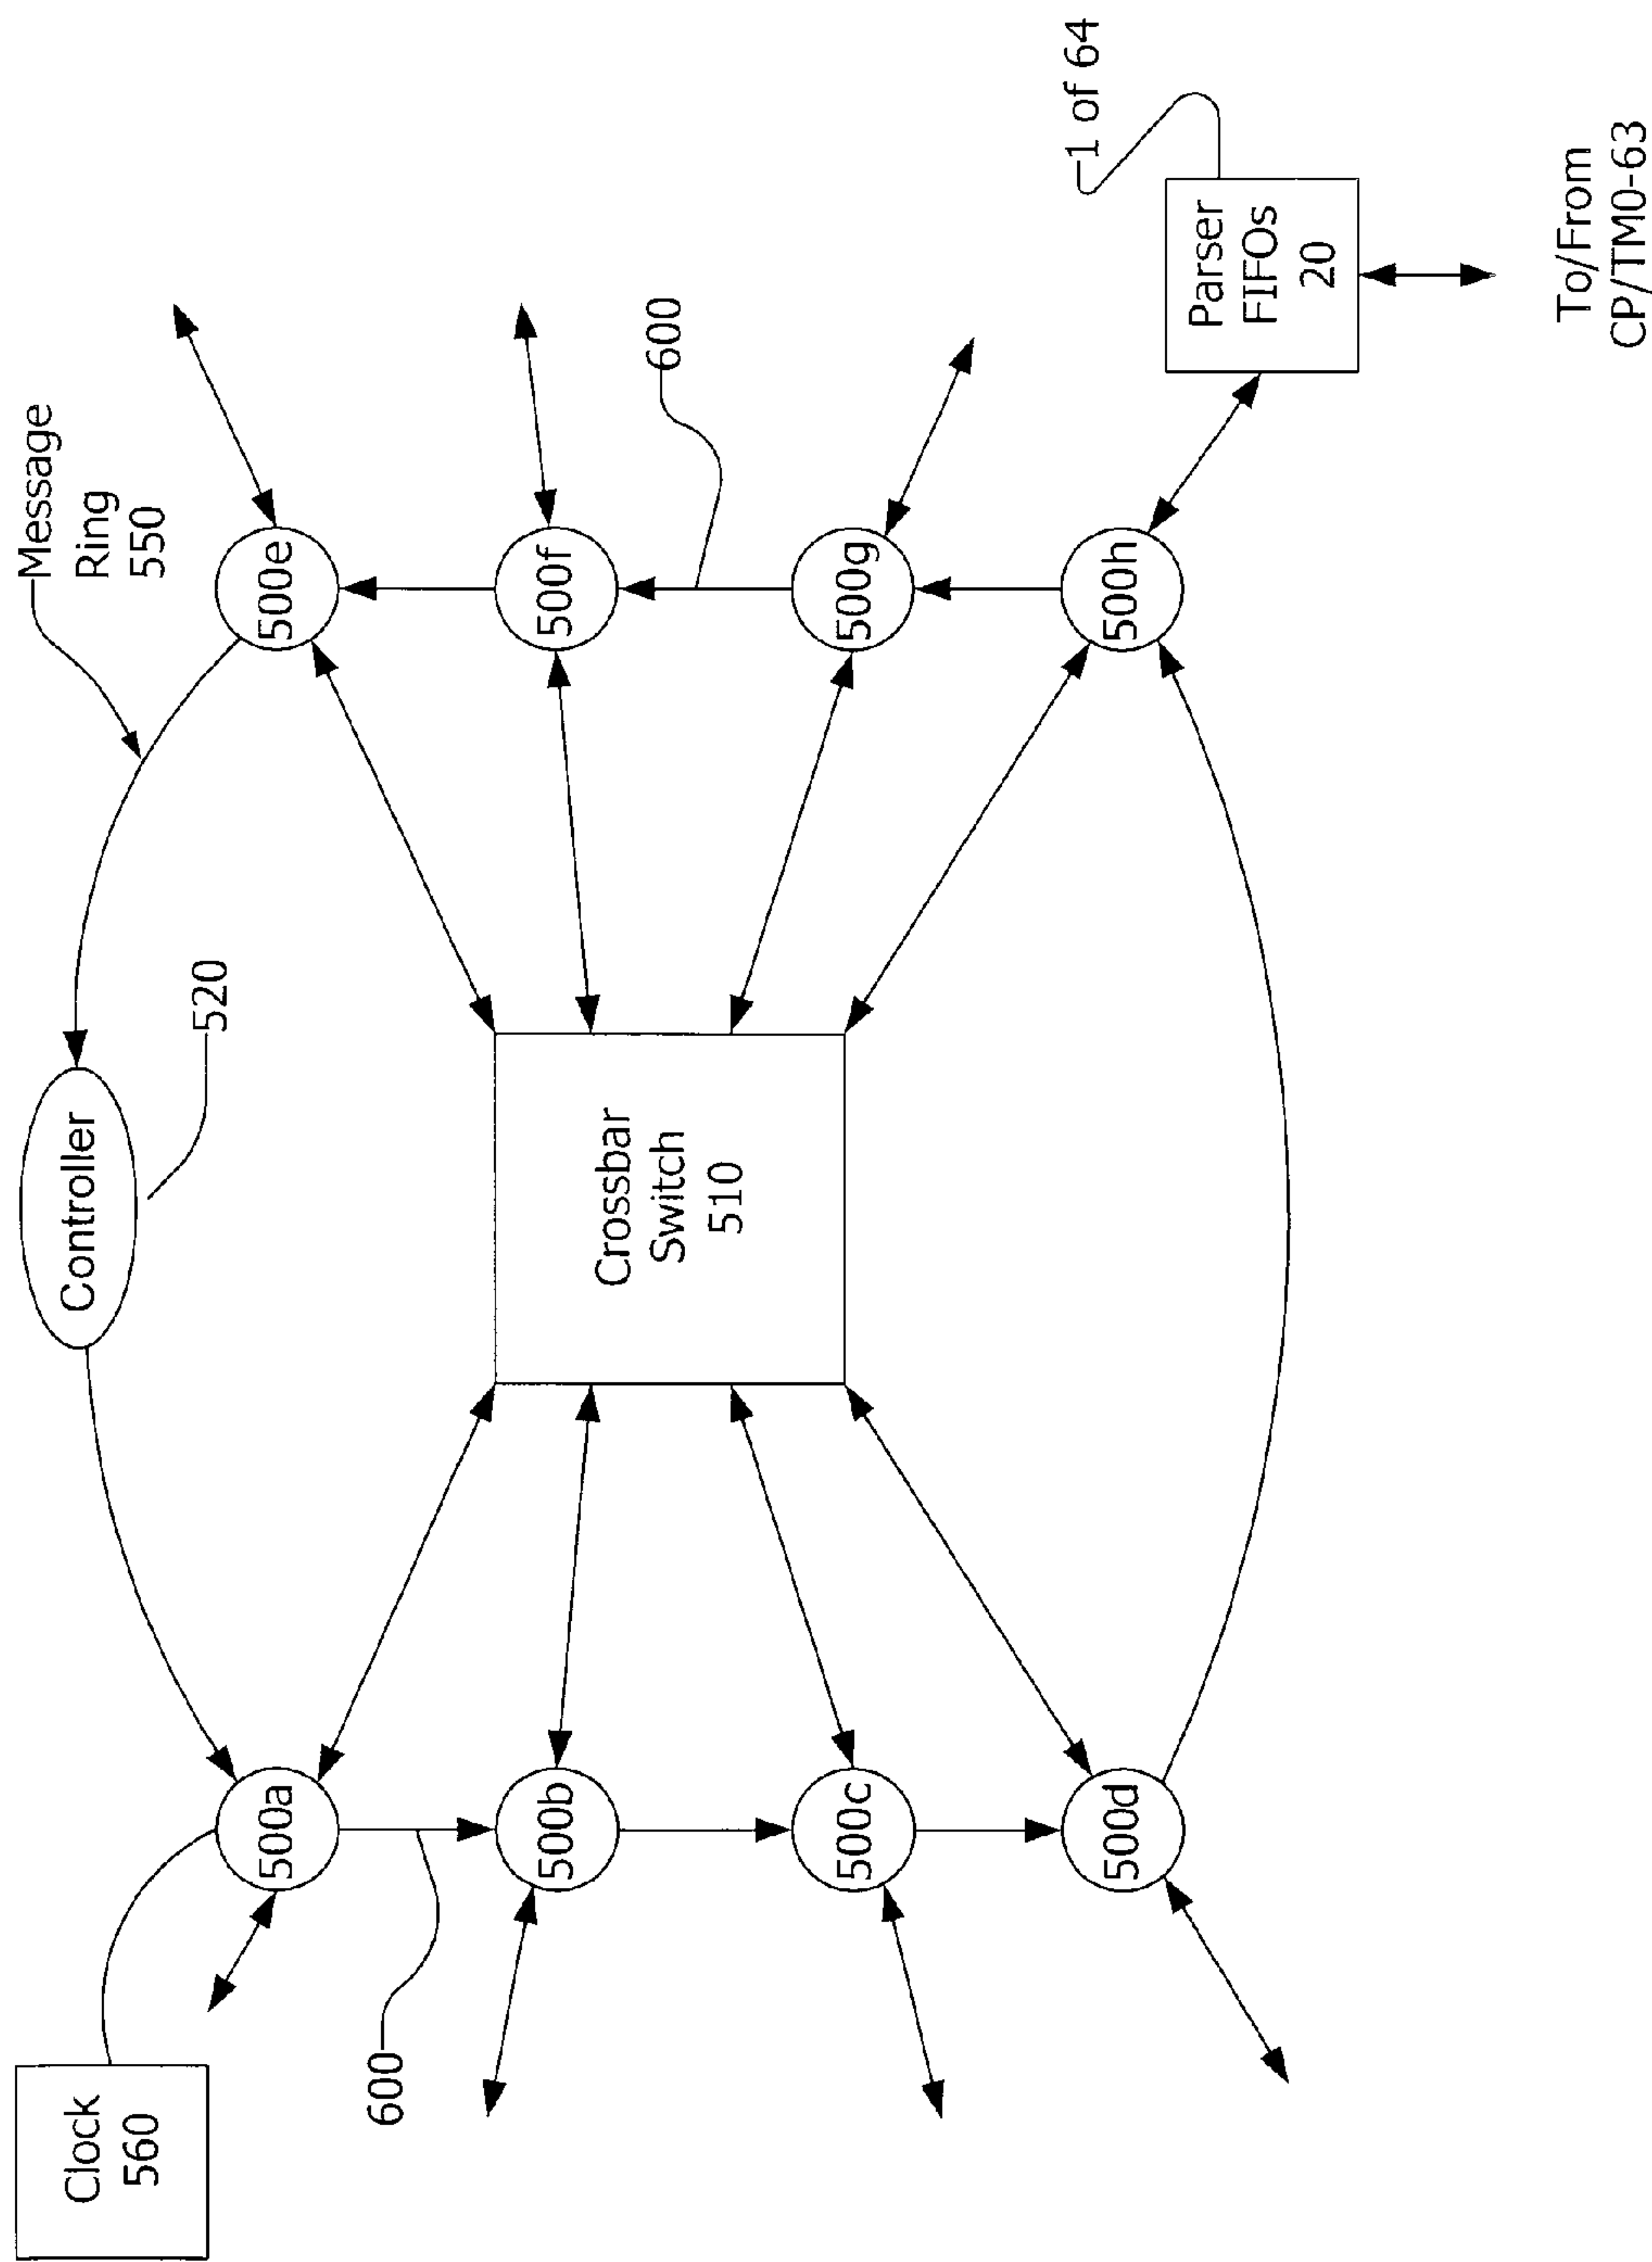 Clock
560
Controller
520
Message
Ring
550
500a
500e
600
500b
Crossbar
Switch
510
500f
600
500c
500g
500d
500h
1 of 64
Parser
FIFOs
20
To/From
CP/TM0-63